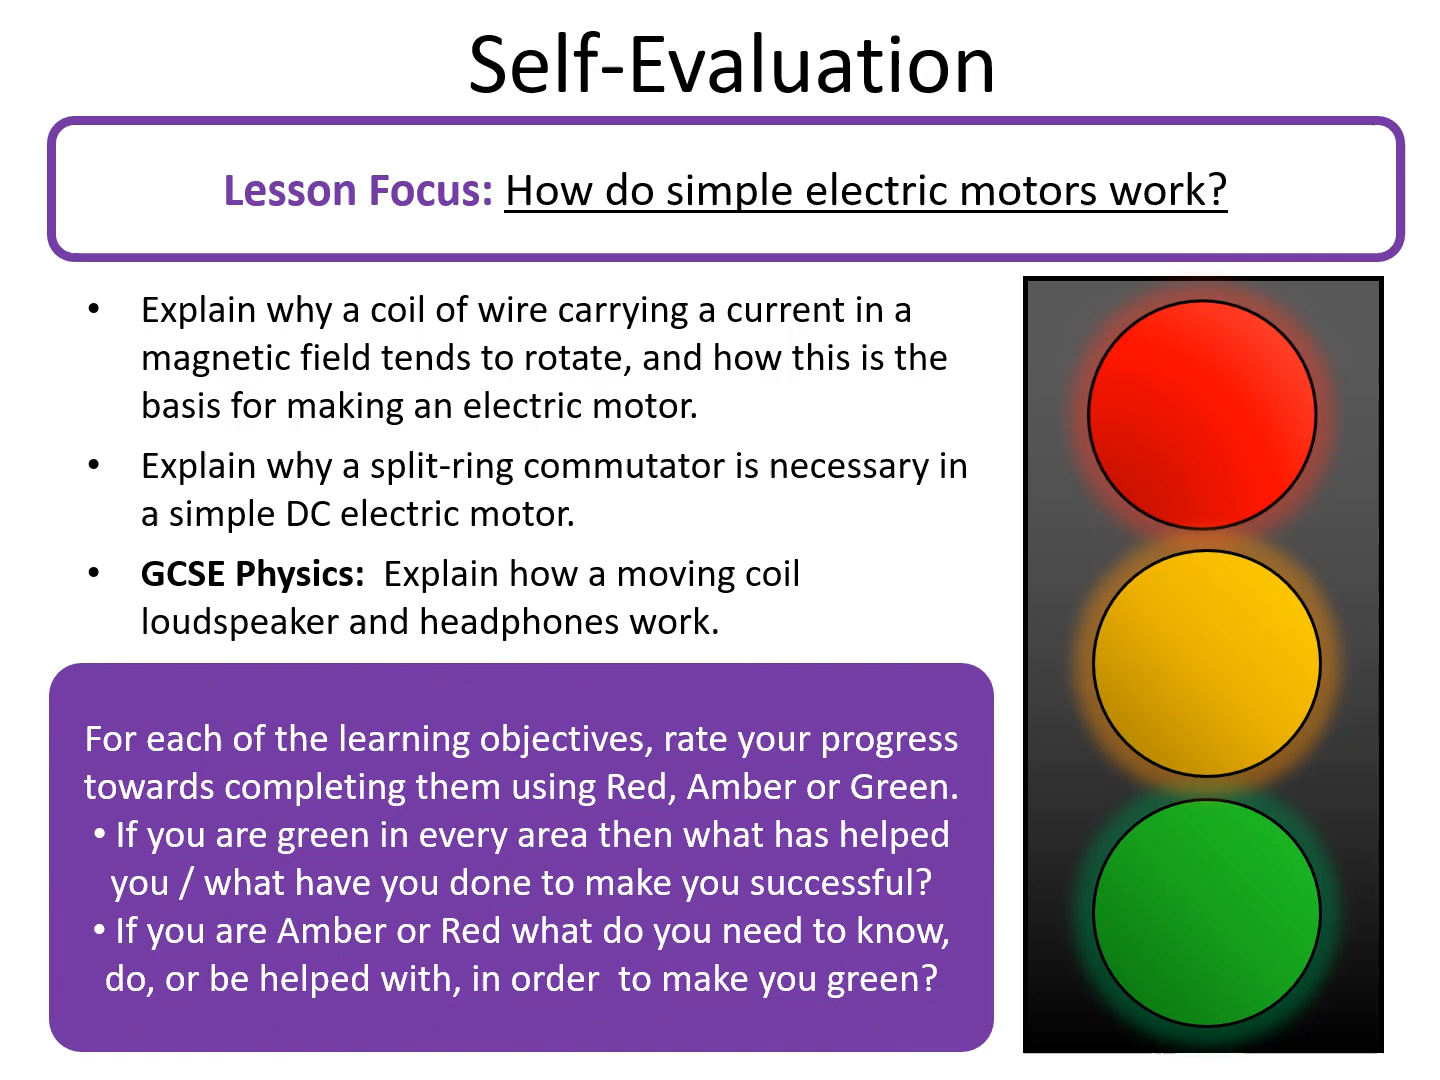 Self-Evaluation
Lesson Focus: How do simple electric motors work?
• Explain why a coil of wire carrying a current in a
magnetic field tends to rotate, and how this is the
basis for making an electric motor.
• Explain why a split-ring commutator is necessary in
a simple DC electric motor.
• GCSE Physics:  Explain how a moving coil
loudspeaker and headphones work.
For each of the learning objectives, rate your progress
towards completing them using Red, Amber or Green.
• If you are green in every area then what has helped
you / what have you done to make you successful?
• If you are Amber or Red what do you need to know,
do, or be helped with, in order  to make you green?